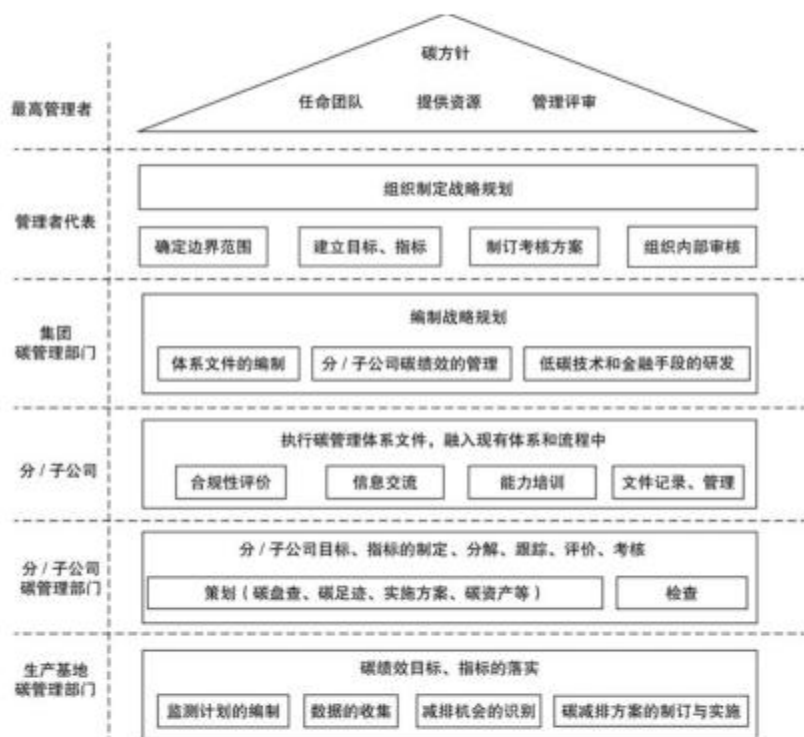 碳方针
任命团队 提供资源 管理评审
最高管理者
组织制定战略规划
管理者代表
确定边界范围 建立目标、指标 制订考核方案 组织内部审核
编制战略规划
集团
碳管理部门
体系文件的编制 分 / 子公司碳绩效的管理 低碳技术和金融手段的研发
执行碳管理体系文件，融入现有体系和流程中
分 / 子公司
合规性评价 信息交流 能力培训 文件记录、管理
分 / 子公司目标、指标的制定、分解、跟踪、评价、考核
分 / 子公司
碳管理部门
策划（碳盘查、碳足迹、实施方案、碳资产等） 检查
碳绩效目标、指标的落实
生产基地
碳管理部门
监测计划的编制 数据的收集 减排机会的识别 碳减排方案的制订与实施